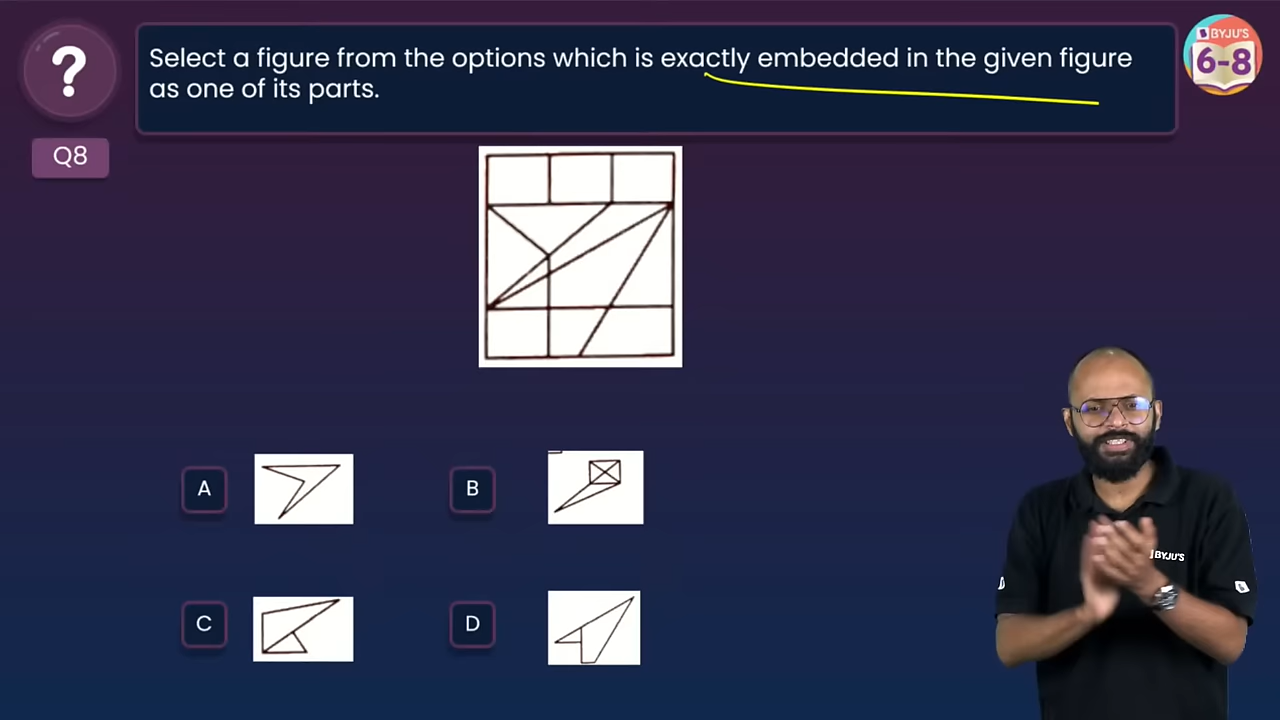 Select a figure from the options which is exactly embedded in the given figure
as one of its parts.
BYJU'S
6-8
Q8
A
B
C
D
BYJU'S